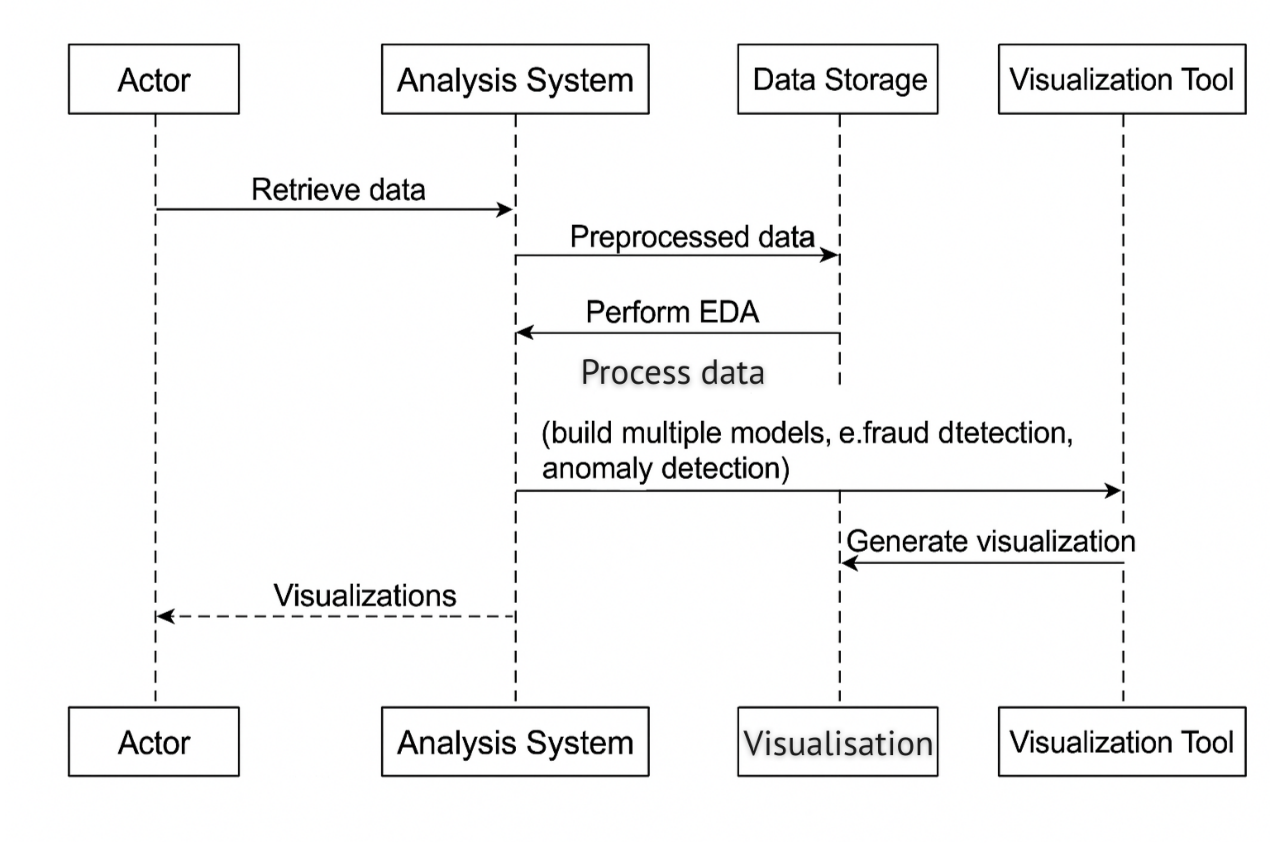 Actor
Analysis System
Data Storage
Visualization Tool
Retrieve data
Preprocessed data
Perform EDA
Process data
(build multiple models, e.fraud dtetection,
anomaly detection)
Generate visualization
Visualizations
Actor
Analysis System
Visualisation
Visualization Tool